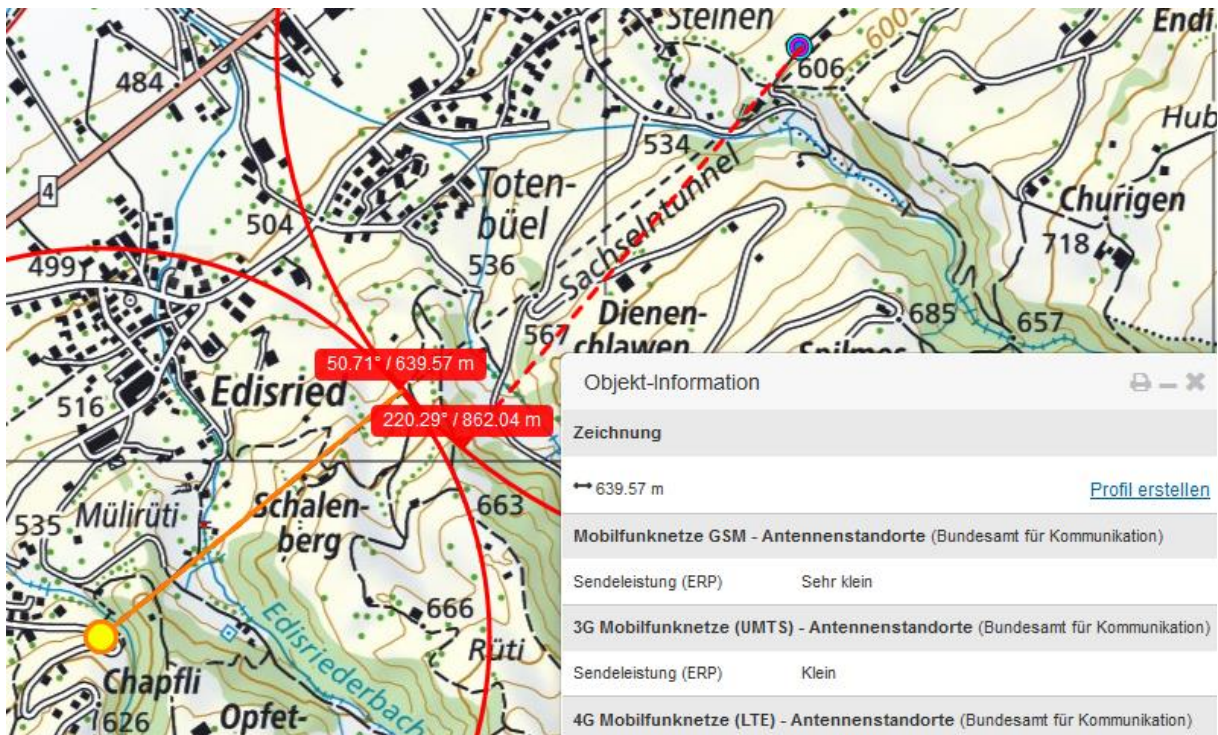 Steinen
600
Endi
484
606
Hub
534
4
Toten-
büel
504
Sachselntunnel
Churigen
718
499
536
Dienen-
chlawen
567
685
657
Spilmes
50.71° / 639.57 m
Edisried
220.29° / 862.04 m
516
Objekt-Information
Zeichnung
639.57 m
Profil erstellen
663
Schalen-
berg
535
Mülirüti
Mobilfunknetze GSM - Antennenstandorte (Bundesamt für Kommunikation)
Sendeleistung (ERP) Sehr klein
666
Rüti
3G Mobilfunknetze (UMTS) - Antennenstandorte (Bundesamt für Kommunikation)
Edisriederbach
Sendeleistung (ERP) Klein
Chapfli
626
Opfet-
4G Mobilfunknetze (LTE) - Antennenstandorte (Bundesamt für Kommunikation)